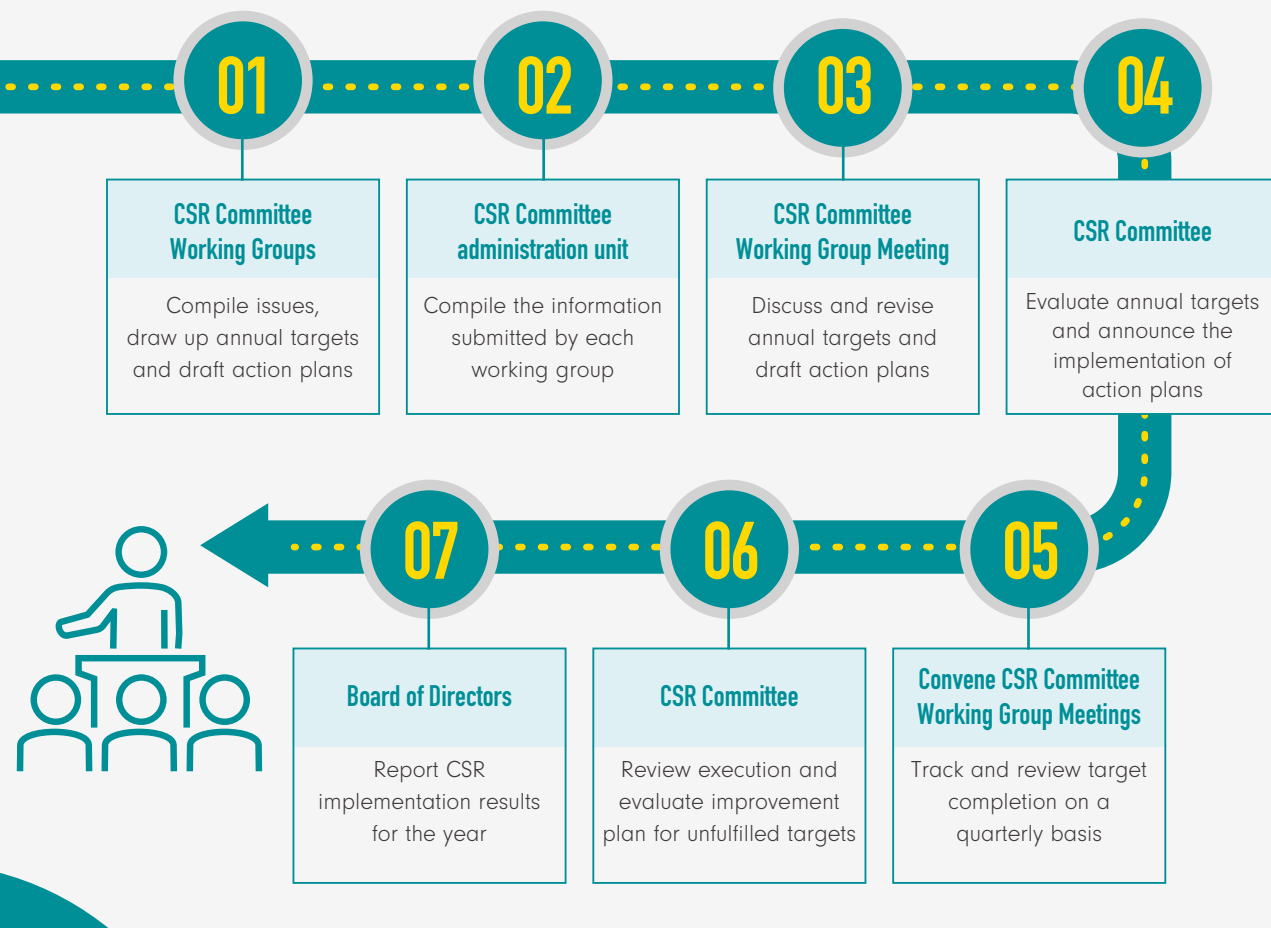 01
CSR Committee
Working Groups
Compile issues,
draw up annual targets
and draft action plans
02
CSR Committee
administration unit
Compile the information
submitted by each
working group
03
CSR Committee
Working Group Meeting
Discuss and revise
annual targets and
draft action plans
04
CSR Committee
Evaluate annual targets
and announce the
implementation of
action plans
05
Convene CSR Committee
Working Group Meetings
Track and review target
completion on a
quarterly basis
06
CSR Committee
Review execution and
evaluate improvement
plan for unfulfilled targets
07
Board of Directors
Report CSR
implementation results
for the year